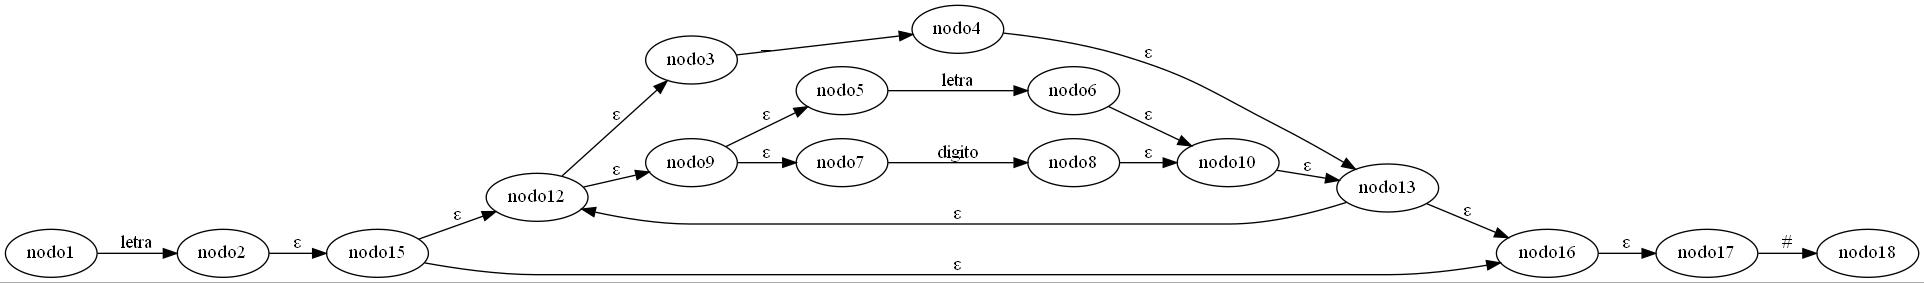 nodo4
nodo3
_
ε
nodo5
letra
nodo6
ε
ε
ε
nodo9
ε
nodo7
digito
nodo8
ε
nodo10
ε
nodo13
ε
nodo12
ε
ε
ε
nodo1
letra
nodo2
ε
nodo15
ε
nodo16
ε
nodo17
#
nodo18